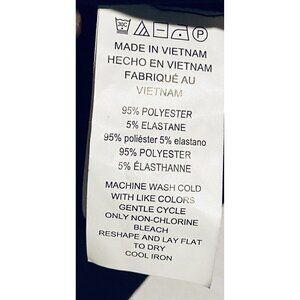 30C
P
MADE IN VIETNAM
HECHO EN VIETNAM
FABRIQUÉ AU
VIETNAM
95% POLYESTER
5% ELASTANE
95% poliéster 5% elastano
95% POLYESTER
5% ÉLASTHANNE
MACHINE WASH COLD
WITH LIKE COLORS
GENTLE CYCLE
ONLY NON-CHLORINE
BLEACH
RESHAPE AND LAY FLAT
TO DRY
COOL IRON